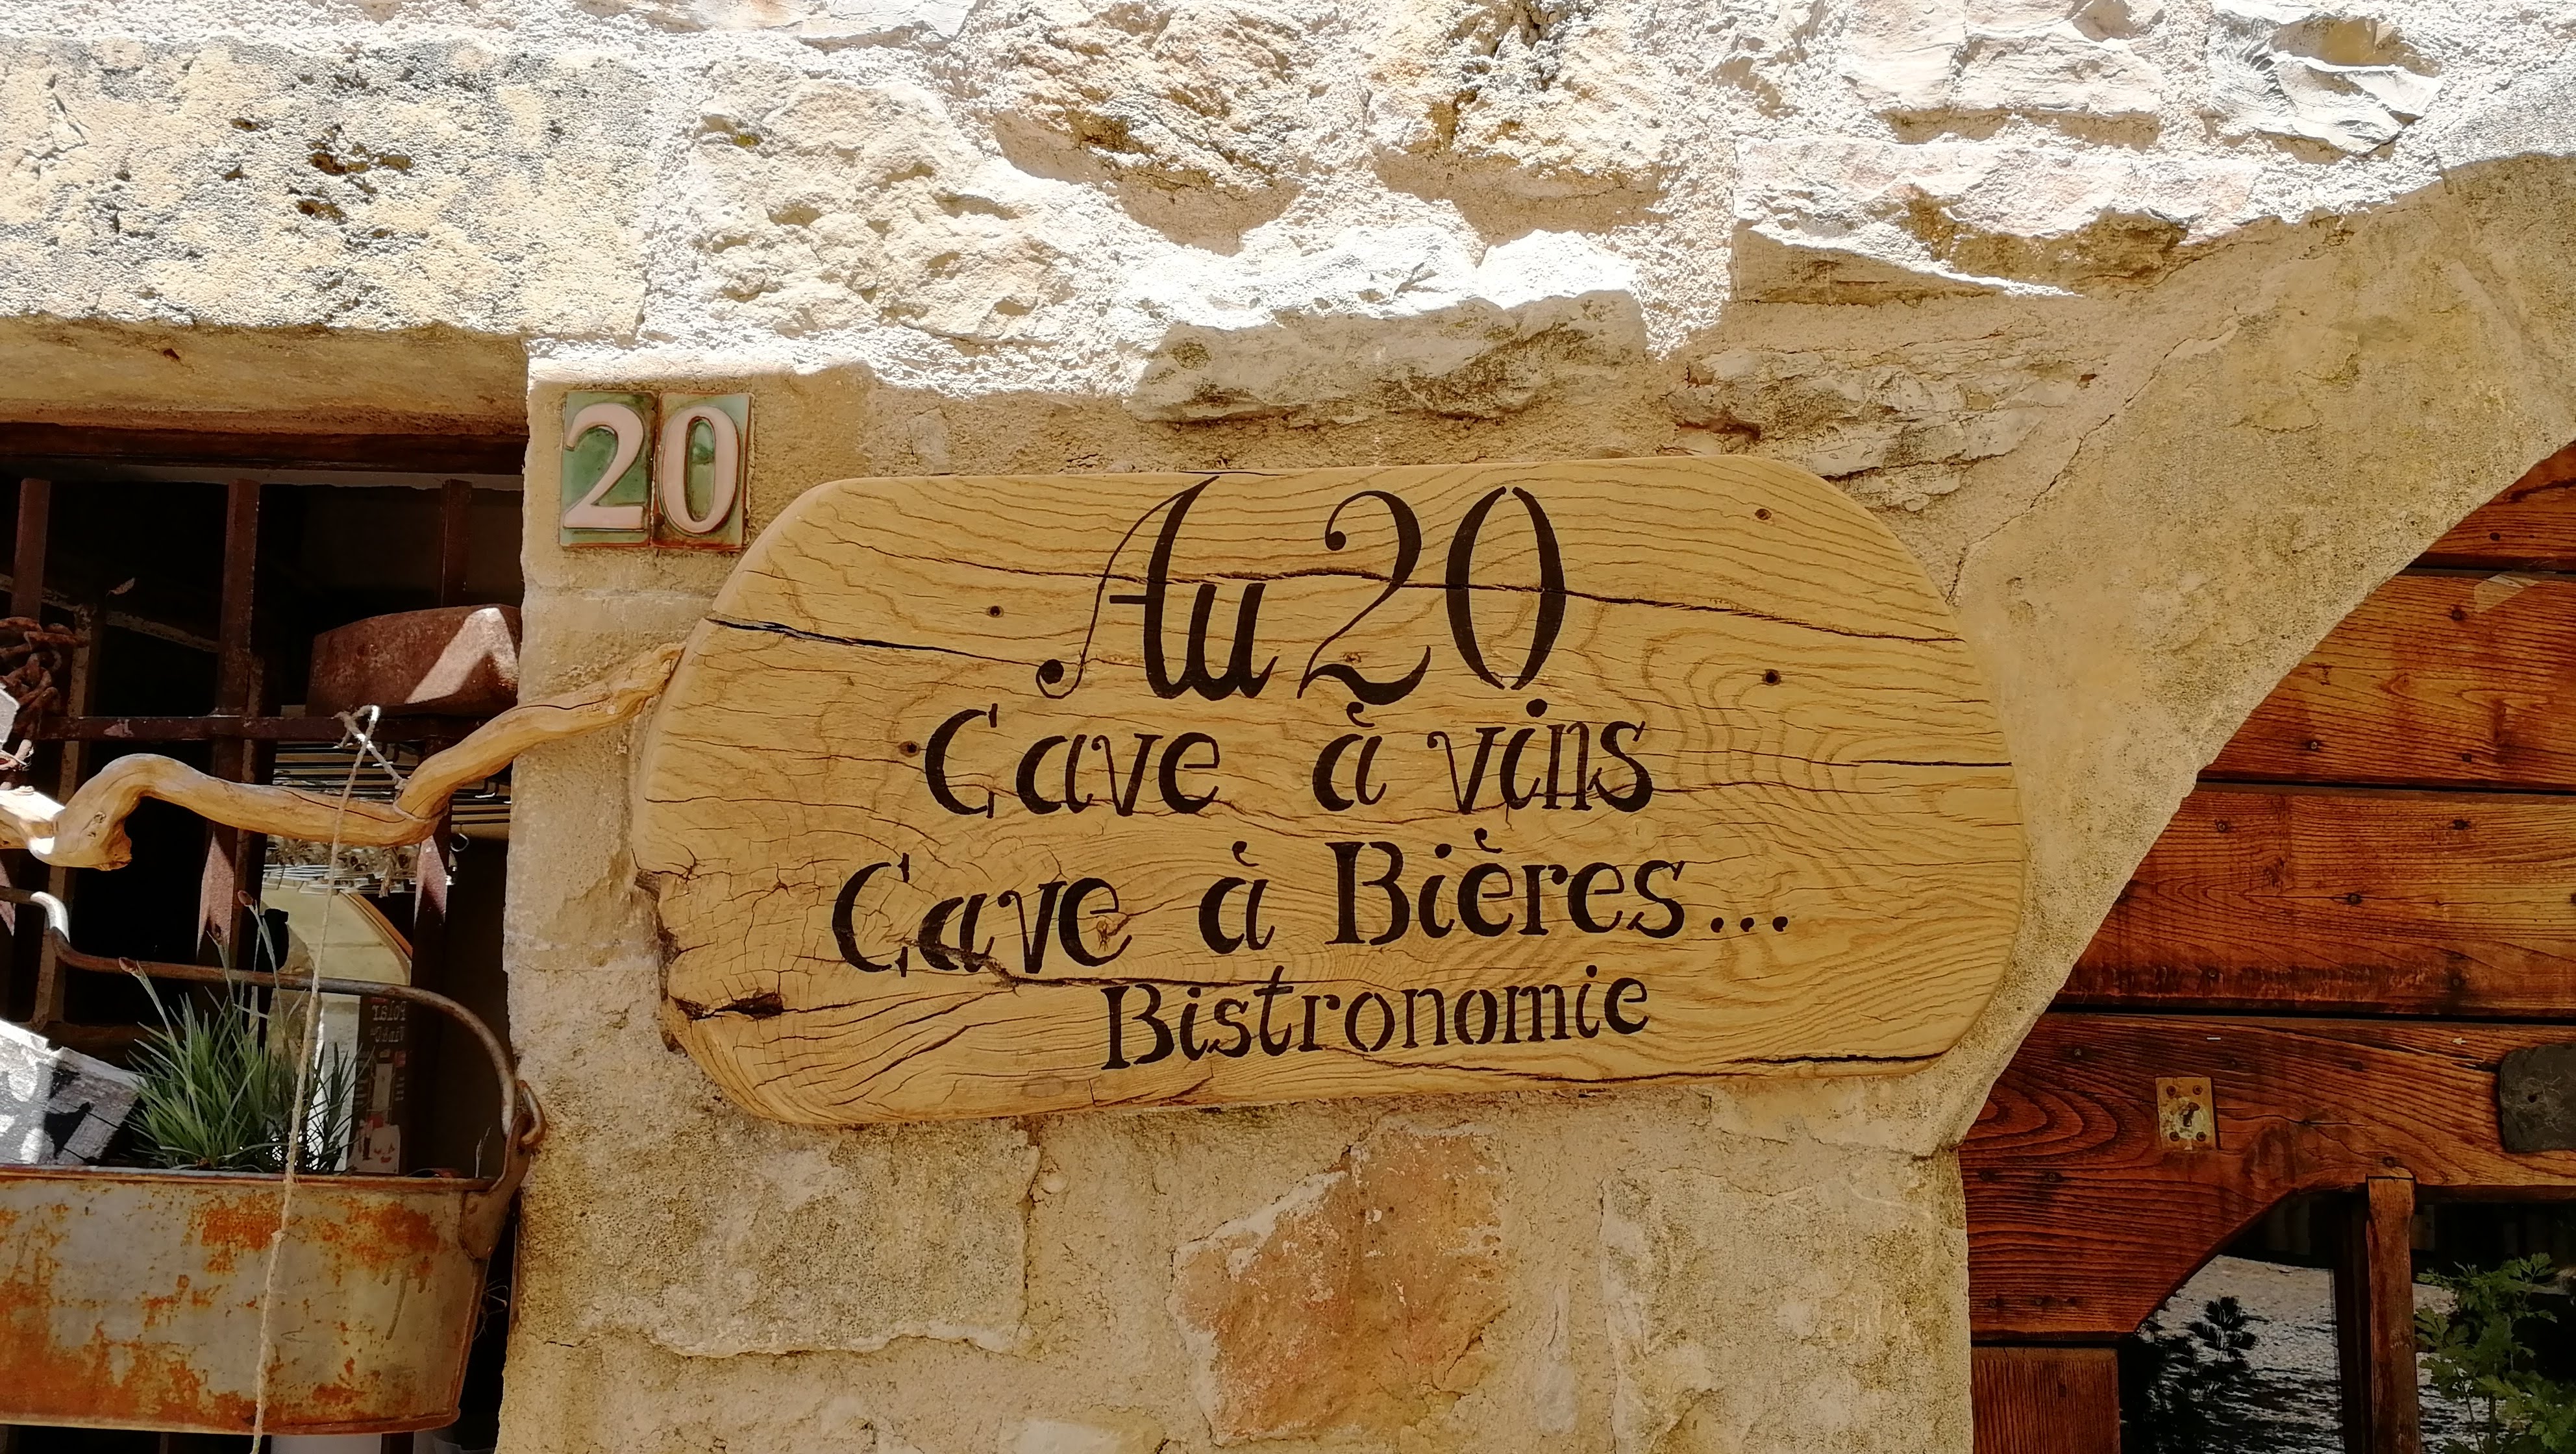 20
Au 20
Cave à vins
Cave à Bières...
Bistronomie